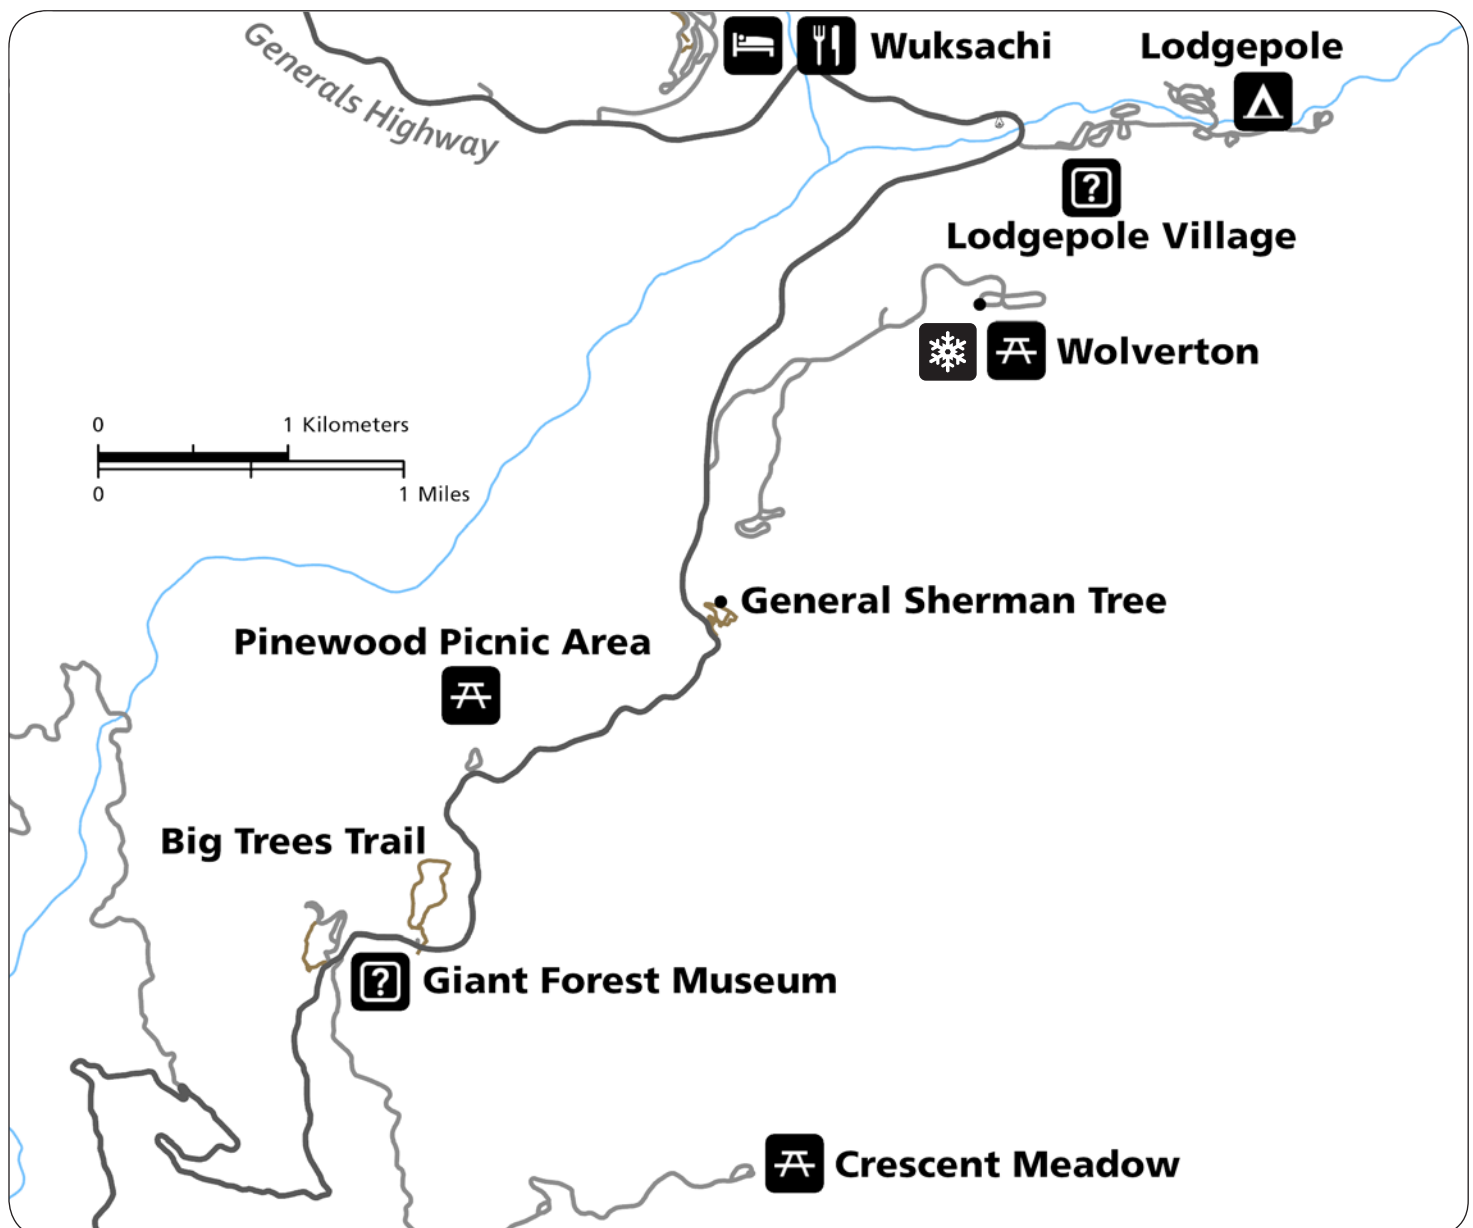 Wuksachi
Lodgepole
Generals Highway
?
Lodgepole Village
Wolverton
0 1 Kilometers
0 1 Miles
General Sherman Tree
Pinewood Picnic Area
Big Trees Trail
?
Giant Forest Museum
Crescent Meadow